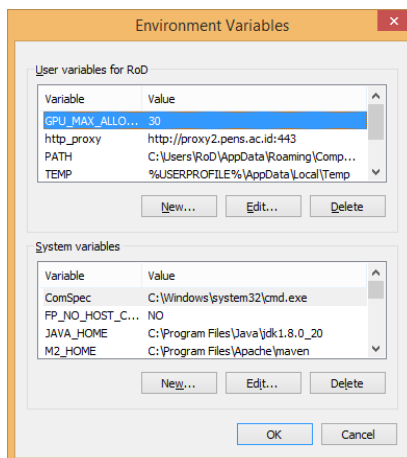 Environment Variables
User variables for RoD
Variable Value
GPU_MAX_ALLO... 30
http_proxy http://proxy2.pens.ac.id:443
PATH C:\Users\RoD\AppData\Roaming\Comp...
TEMP %USERPROFILE%\AppData\Local\Temp
New... Edit... Delete
System variables
Variable Value
ComSpec C:\Windows\system32\cmd.exe
FP_NO_HOST_C... NO
JAVA_HOME C:\Program Files\Java\jdk1.8.0_20
M2_HOME C:\Program Files\Apache\maven
New... Edit... Delete
OK Cancel